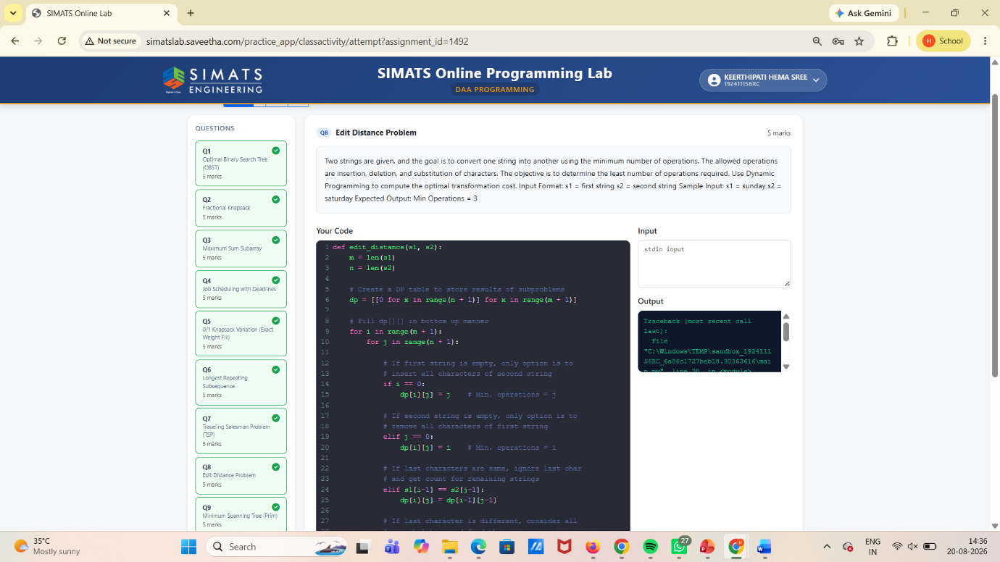 SIMATS Online Lab
Ask Gemini
Not secure
simatslab.saveetha.com/practice_app/classactivity/attempt?assignment_id=1492
H School
SIMATS
ENGINEERING
SIMATS Online Programming Lab
DAA PROGRAMMING
KEERTHIPATI HEMA SREE
192411156RC
QUESTIONS
Q1
Optimal Binary Search Tree
(OBST)
5 marks
Q2
Fractional Knapsack
5 marks
Q3
Maximum Sum Subarray
5 marks
Q4
Job Scheduling with Deadlines
5 marks
Q5
0/1 Knapsack Variation (Exact
Weight Fill)
5 marks
Q6
Longest Repeating
Subsequence
5 marks
Q7
Traveling Salesman Problem
(TSP)
5 marks
Q8
Edit Distance Problem
5 marks
Q9
Minimum Spanning Tree (Prim)
5 marks
Q8 Edit Distance Problem
5 marks
Two strings are given, and the goal is to convert one string into another using the minimum number of operations. The allowed operations
are insertion, deletion, and substitution of characters. The objective is to determine the least number of operations required. Use Dynamic
Programming to compute the optimal transformation cost. Input Format: s1 = first string s2 = second string Sample Input: s1 = sunday s2 =
saturday Expected Output: Min Operations = 3
Your Code
1 def edit_distance(s1, s2):
2     m = len(s1)
3     n = len(s2)
4
5     # Create a DP table to store results of subproblems
6     dp = [[0 for x in range(n + 1)] for x in range(m + 1)]
7
8     # Fill dp[][] in bottom up manner
9     for i in range(m + 1):
10         for j in range(n + 1):
11
12             # If first string is empty, only option is to
13             # insert all characters of second string
14             if i == 0:
15                 dp[i][j] = j    # Min. operations = j
16
17             # If second string is empty, only option is to
18             # remove all characters of first string
19             elif j == 0:
20                 dp[i][j] = i    # Min. operations = i
21
22             # If last characters are same, ignore last char
23             # and get count for remaining strings
24             elif s1[i-1] == s2[j-1]:
25                 dp[i][j] = dp[i-1][j-1]
26
27             # If last character is different, consider all
Input
stdin input
Output
Traceback (most recent call
last):
File
"C:\Windows\TEMP\sandbox_1924111
56RC_6a86c1727beb18.90363616\mai
n.py", line 38, in <module>
35°C
Mostly sunny
Search
27
ENG
IN
14:36
20-08-2026